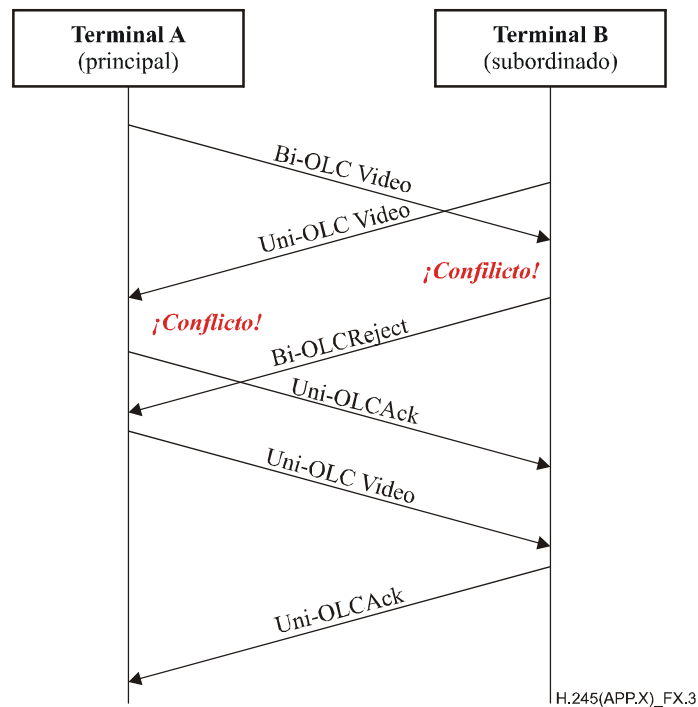 Terminal A
(principal)
Terminal B
(subordinado)
Bi-OLC Video
Uni-OLC Video
¡Confilicto!
¡Conflicto!
Bi-OLCReject
Uni-OLCAck
Uni-OLC Video
Uni-OLCAck
H.245(APP.X)_FX.3